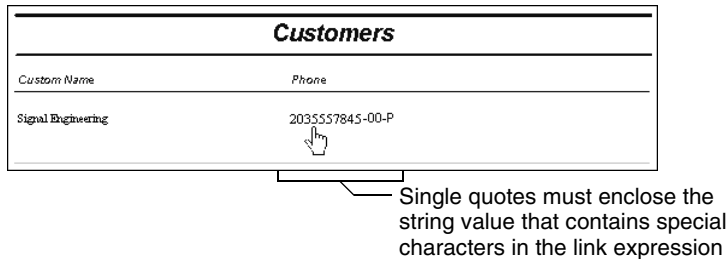 Customers
Custom Name Phone
Signal Engineering 2035557845-00-P
Single quotes must enclose the
string value that contains special
characters in the link expression